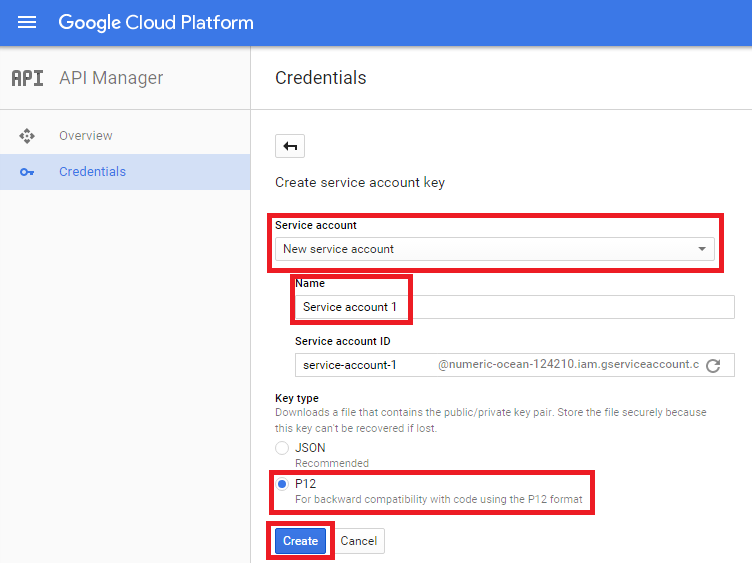 Google Cloud Platform
API API Manager
Credentials
Overview
Credentials
Create service account key
Service account
New service account
Name
Service account 1
Service account ID
service-account-1 @numeric-ocean-124210.iam.gserviceaccount.c
Key type
Downloads a file that contains the public/private key pair. Store the file securely because
this key can't be recovered if lost.
JSON
Recommended
P12
For backward compatibility with code using the P12 format
Create Cancel